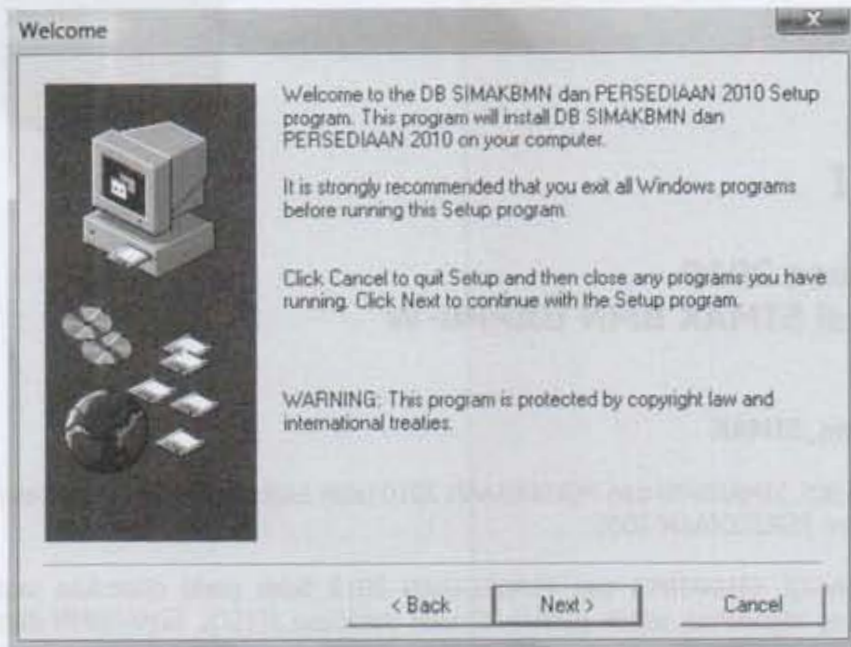 Welcome
Welcome to the DB SIMAKBMN dan PERSEDIAAN 2010 Setup
program. This program will install DB SIMAKBMN dan
PERSEDIAAN 2010 on your computer.
It is strongly recommended that you exit all Windows programs
before running this Setup program.
Click Cancel to quit Setup and then close any programs you have
running. Click Next to continue with the Setup program.
WARNING: This program is protected by copyright law and
international treaties.
< Back
Next >
Cancel